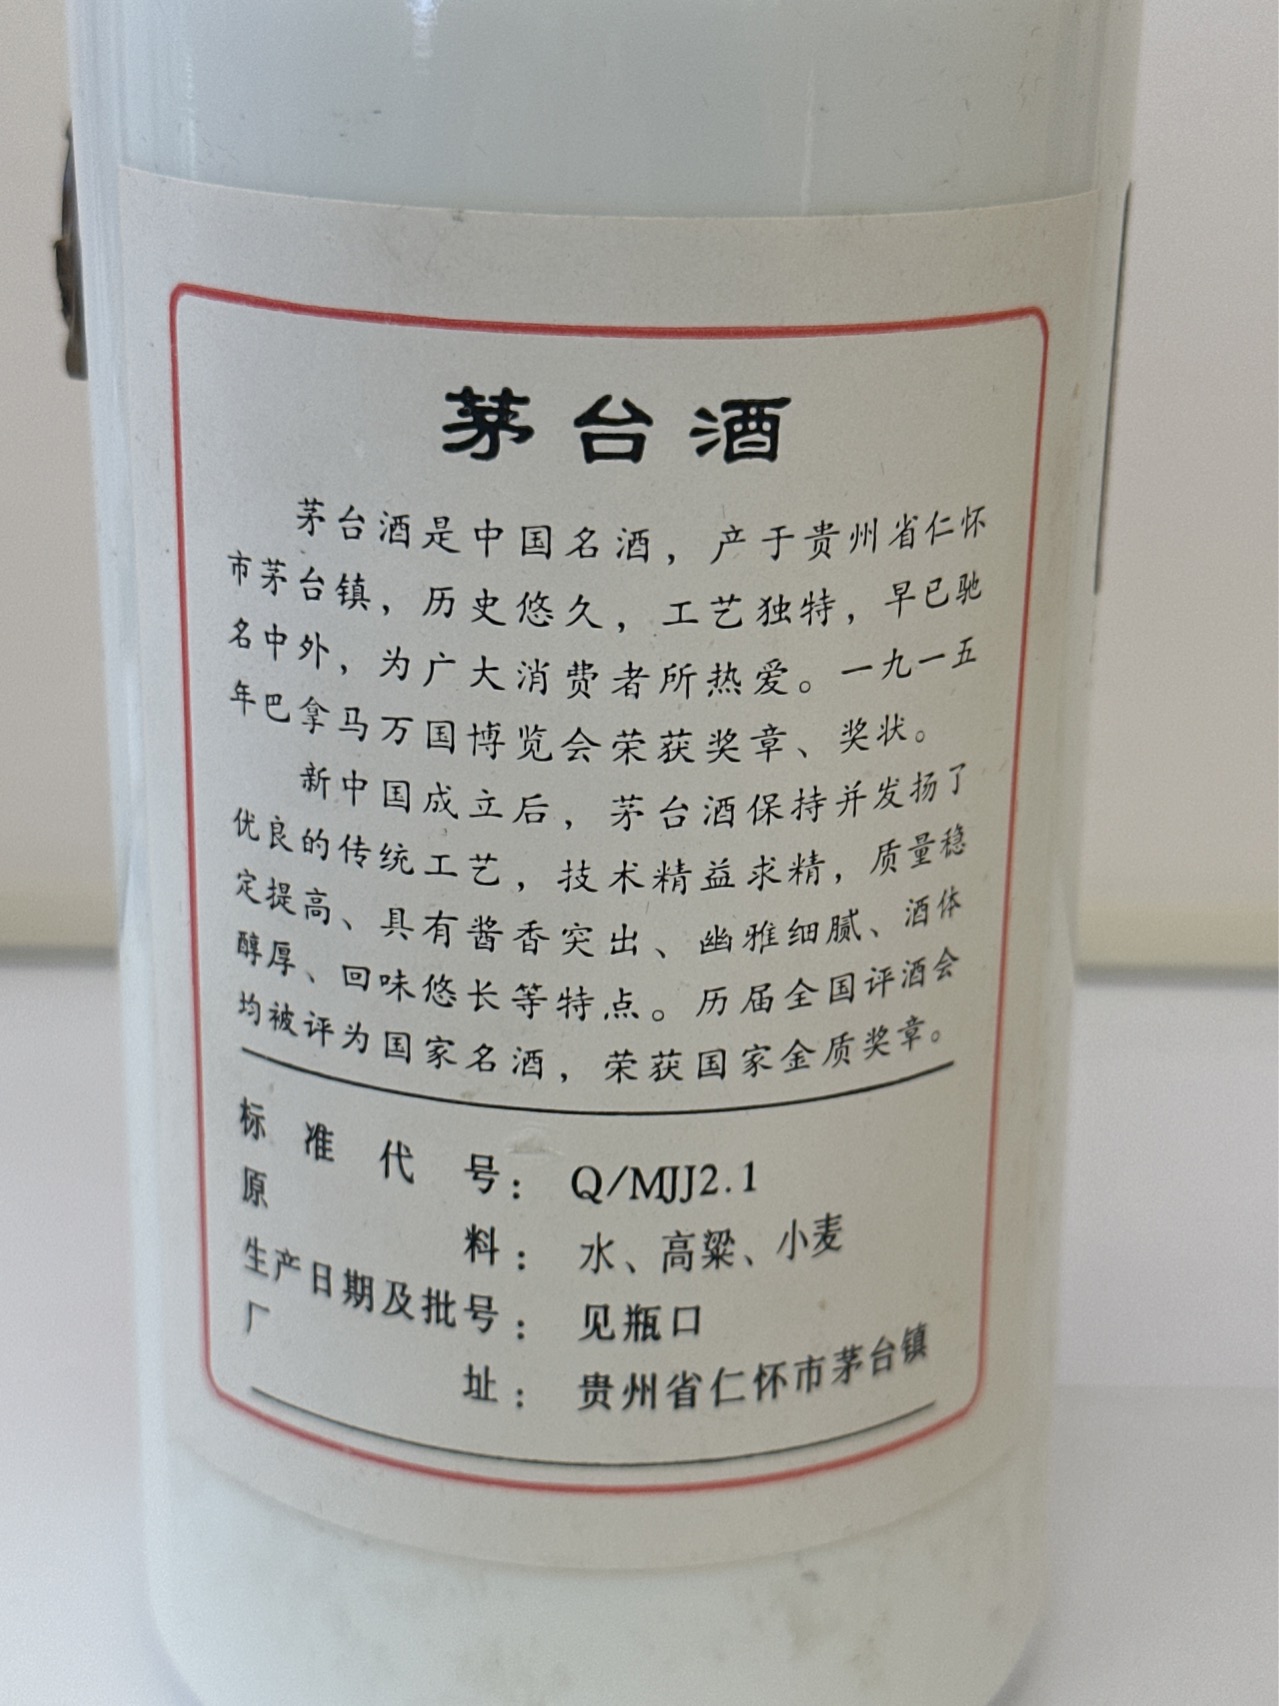 茅台酒
茅台酒是中国名酒，产于贵州省仁怀
市茅台镇，历史悠久，工艺独特，早已驰
名中外，为广大消费者所热爱。一九一五
年巴拿马万国博览会荣获奖章、奖状。
新中国成立后，茅台酒保持并发扬了
优良的传统工艺，技术精益求精，质量稳
定提高、具有酱香突出、幽雅细腻、酒体
醇厚、回味悠长等特点。历届全国评酒会
均被评为国家名酒，荣获国家金质奖章。
标准代号：Q/MJJ2.1
原料：水、高粱、小麦
生产日期及批号：见瓶口
厂址：贵州省仁怀市茅台镇